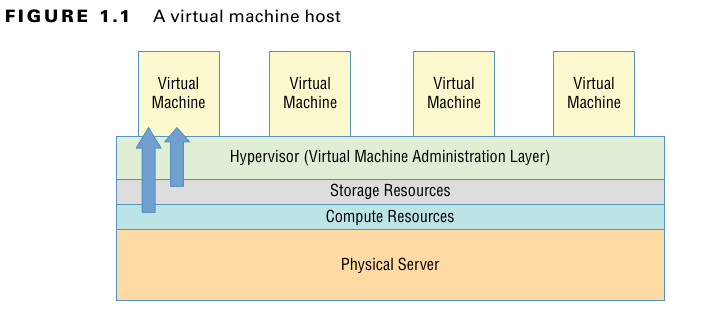 FIGURE 1.1 A virtual machine host
Virtual
Machine
Virtual
Machine
Virtual
Machine
Virtual
Machine
Hypervisor (Virtual Machine Administration Layer)
Storage Resources
Compute Resources
Physical Server